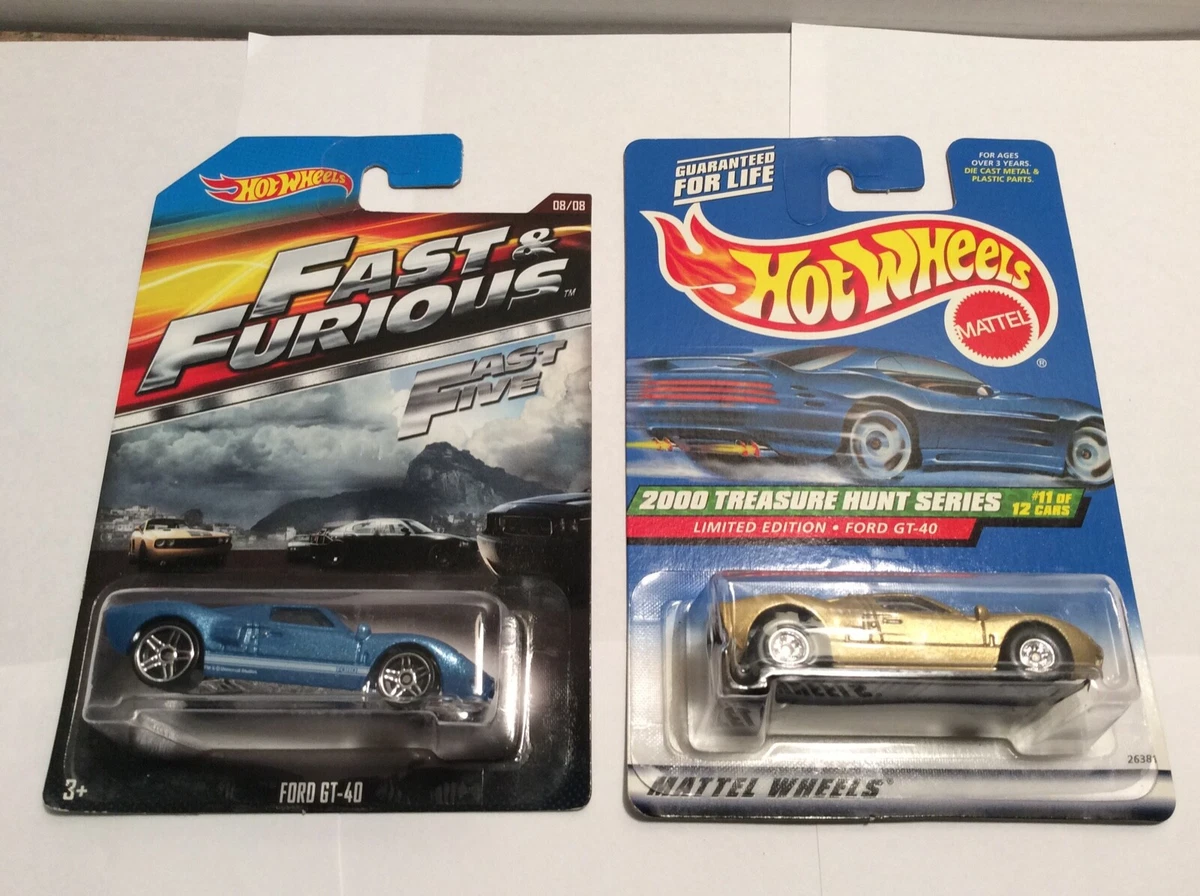 HOT WHEELS
08/08
FAST &
FURIOUS™
FAST
FIVE
FORD
3+
FORD GT-40
GUARANTEED
FOR LIFE
FOR AGES
OVER 3 YEARS.
DIE CAST METAL &
PLASTIC PARTS.
HOT WHEELS
MATTEL
®
2000 TREASURE HUNT SERIES
#11 OF
12 CARS
LIMITED EDITION • FORD GT-40
26381
MATTEL WHEELS®